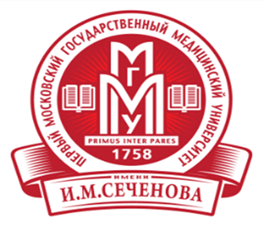 ПЕРВЫЙ МОСКОВСКИЙ ГОСУДАРСТВЕННЫЙ МЕДИЦИНСКИЙ УНИВЕРСИТЕТ
МГМУ
PRIMUS INTER PARES
1758
ИМЕНИ
И.М.СЕЧЕНОВА